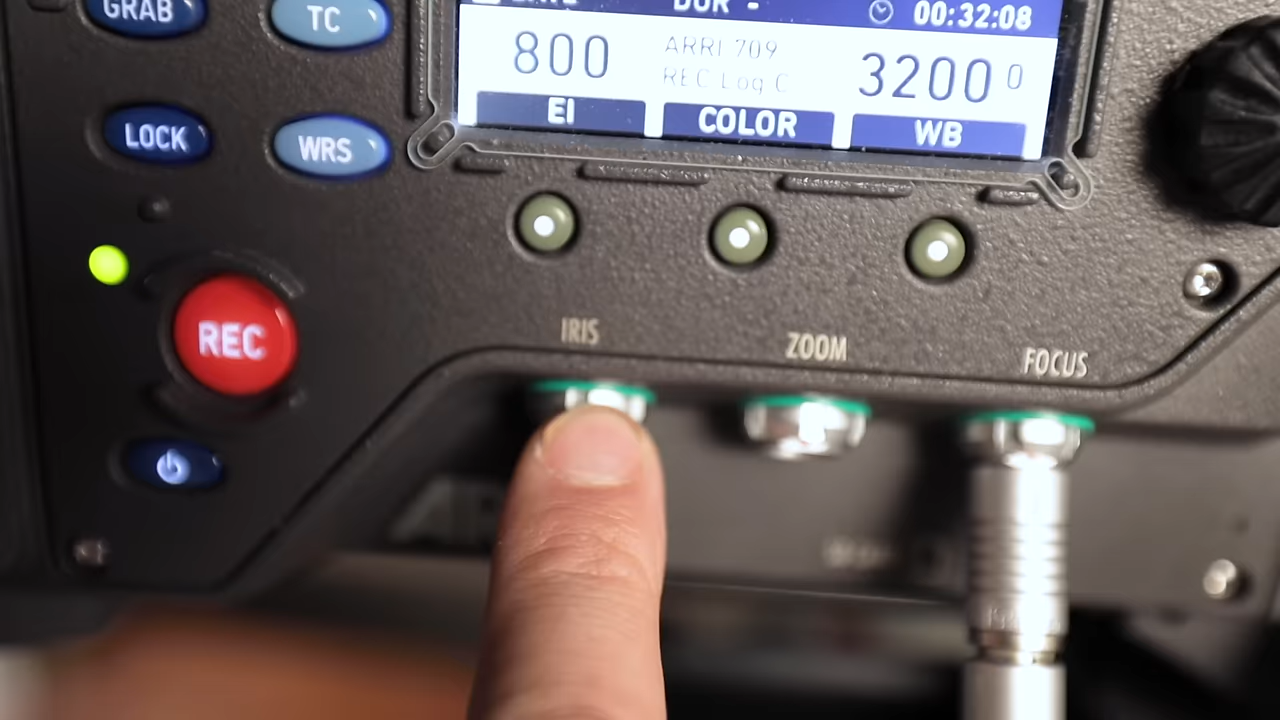 GRAB
TC
DUR -
00:32:08
800
ARRI 709
REC Log C
3200 0
EI
COLOR
WB
LOCK
WRS
IRIS
ZOOM
FOCUS
REC